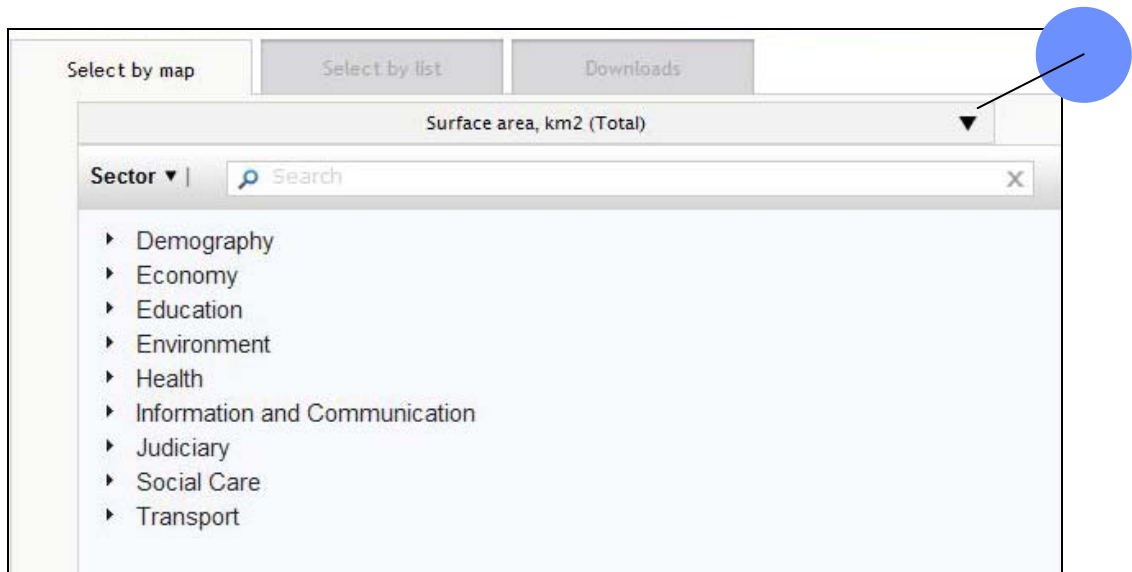 Select by map Select by list Downloads
Surface area, km2 (Total)
Sector ▼ | Search X
Demography
Economy
Education
Environment
Health
Information and Communication
Judiciary
Social Care
Transport